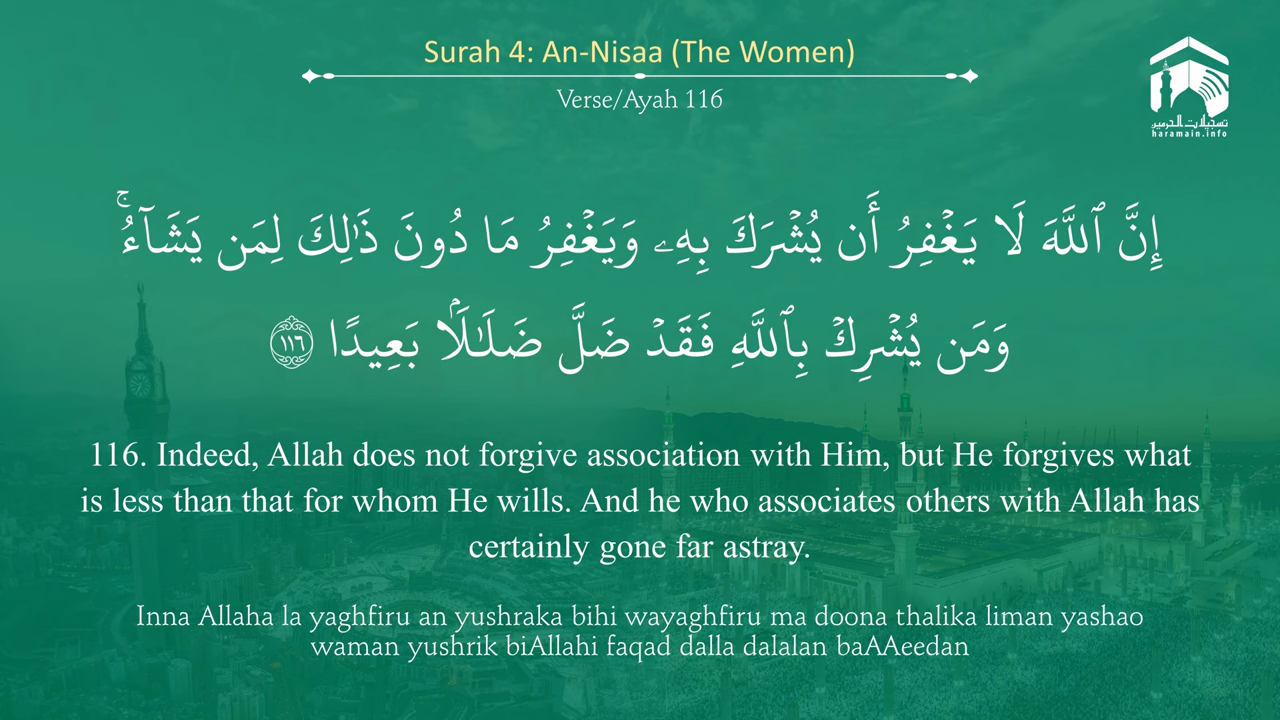 Surah 4: An-Nisaa (The Women)
Verse/Ayah 116
تسجيلات الحرمين
haramain.info
إِنَّ ٱللَّهَ لَا يَغْفِرُ أَن يُشْرَكَ بِهِۦ وَيَغْفِرُ مَا دُونَ ذَٰلِكَ لِمَن يَشَآءُ ۚ
وَمَن يُشْرِكْ بِٱللَّهِ فَقَدْ ضَلَّ ضَلَـٰلًۢا بَعِيدًا ١١٦
116. Indeed, Allah does not forgive association with Him, but He forgives what
is less than that for whom He wills. And he who associates others with Allah has
certainly gone far astray.
Inna Allaha la yaghfiru an yushraka bihi wayaghfiru ma doona thalika liman yashao
waman yushrik biAllahi faqad dalla dalalan baAAeedan